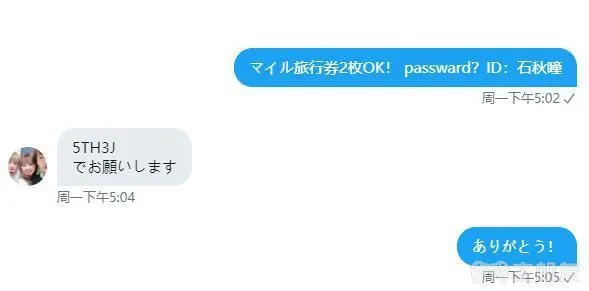 マイル旅行券2枚OK！ passward？ID：石秋瞳
周一下午5:02
5TH3J
でお願いします
周一下午5:04
ありがとう！
周一下午5:05